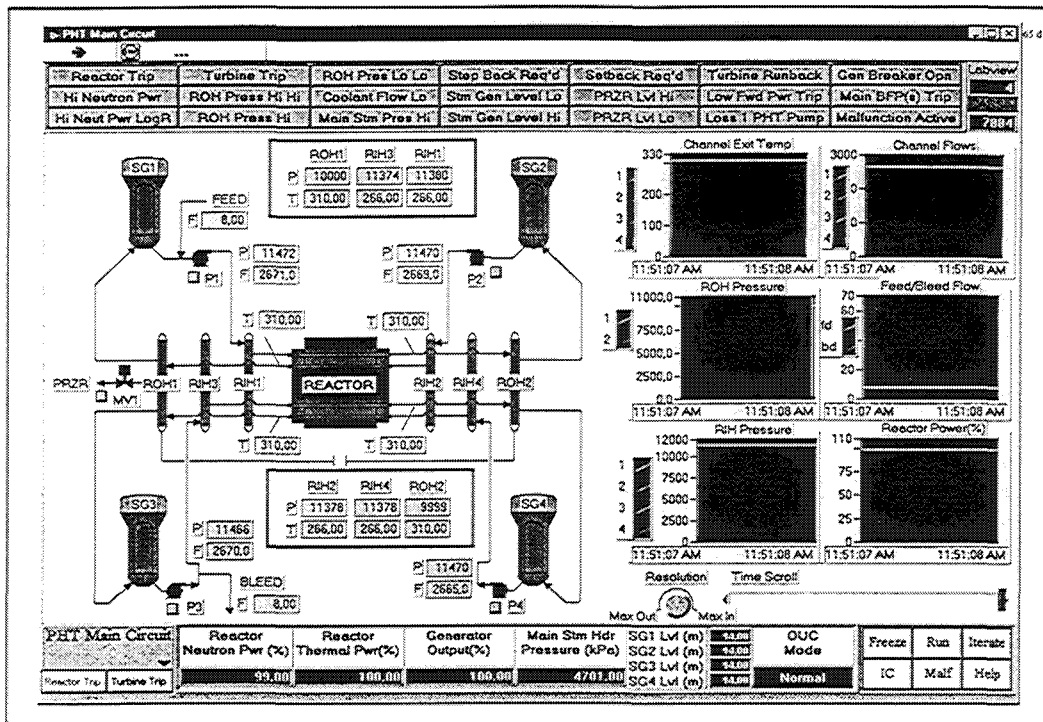 PHT Main Circuit
Reactor Trip Turbine Trip ROH Pres Lo Lo Step Back Req'd Setback Req'd Turbine Runback Gen Breaker Opn Labview
Hi Neutron Pwr ROH Press Hi Hi Coolant Flow Lo Stm Gen Level Lo PRZR Lvl Hi Low Fwd Pwr Trip Main BFP(s) Trip 4
Hi Neut Pwr LogR ROH Press Hi Main Stm Pres Hi Stm Gen Level Hi PRZR Lvl Lo Loss 1 PHT Pump Malfunction Active 7884
ROH1 RIH3 RIH1
P 10000 11374 11380
T 310,00 266,00 266,00
SG1
SG2
FEED
F 8,00
P 11472
F 2671,0
P1
P 11470
F 2669,0
P2
T 310,00
T 310,00
PRZR
MV1
ROH1 RIH3 RIH1 REACTOR RIH2 RIH4 ROH2
T 310,00
T 310,00
RIH2 RIH4 ROH2
P 11378 11378 9999
T 266,00 266,00 310,00
SG3
SG4
P 11466
F 2670,0
P3
BLEED
F 8,00
P 11470
F 2665,0
P4
Channel Exit Temp
330
200
100
0
1
2
3
4
11:51:07 AM 11:51:08 AM
Channel Flows
3000
0
0
0
1
2
3
4
11:51:07 AM 11:51:08 AM
ROH Pressure
11000,0
7500,0
5000,0
2500,0
0,0
1
2
11:51:07 AM 11:51:08 AM
Feed/Bleed Flow
70
60
20
0
fd
bd
11:51:07 AM 11:51:08 AM
RIH Pressure
12000
10000
7500
5000
2500
0
1
2
3
4
11:51:07 AM 11:51:08 AM
Reactor Power(%)
110
75
50
25
0
11:51:07 AM 11:51:08 AM
Resolution Time Scroll
Max Out Max In
PHT Main Circuit
Reactor Trip Turbine Trip
Reactor Neutron Pwr (%)
99.00
Reactor Thermal Pwr(%)
100.00
Generator Output(%)
100.00
Main Stm Hdr Pressure (kPa)
4701.00
SG1 Lvl (m) 14.00
SG2 Lvl (m) 14.00
SG3 Lvl (m) 14.00
SG4 Lvl (m) 14.00
OUC Mode
Normal
Freeze Run Iterate
IC Malf Help